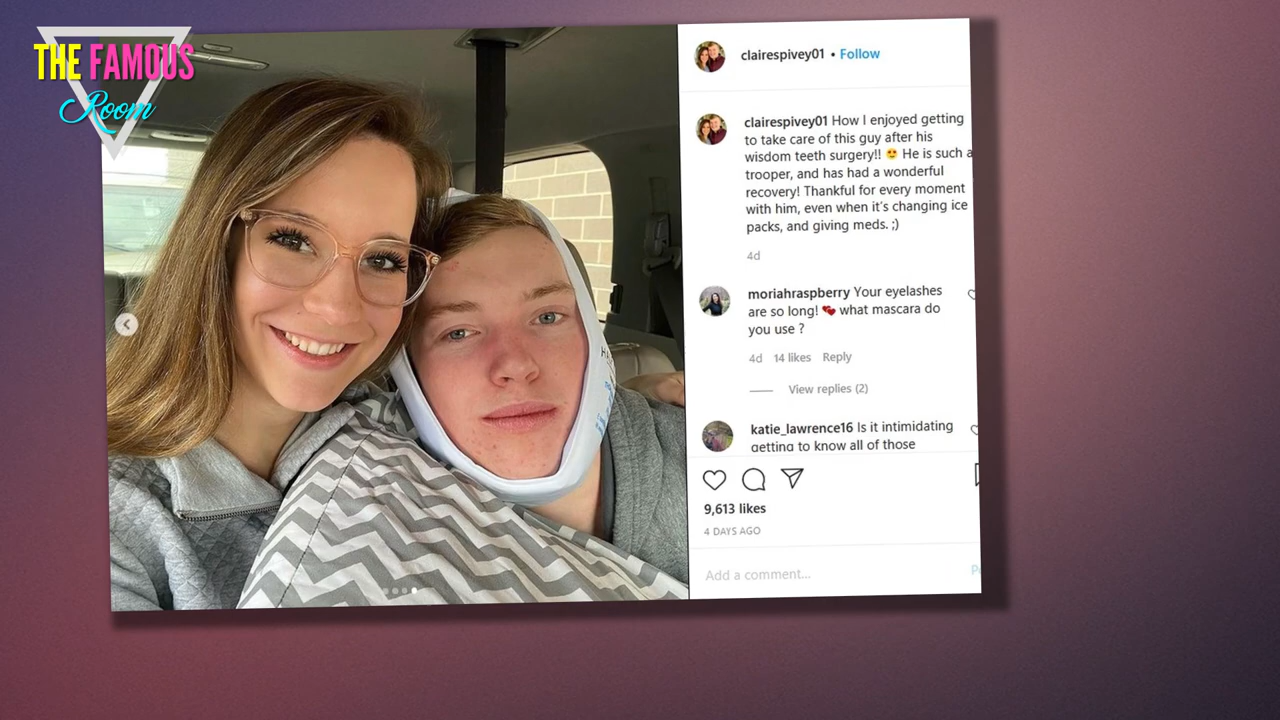 THE FAMOUS
Room
clairespivey01 • Follow
clairespivey01 How I enjoyed getting
to take care of this guy after his
wisdom teeth surgery!! 😍 He is such a
trooper, and has had a wonderful
recovery! Thankful for every moment
with him, even when it's changing ice
packs, and giving meds. ;)
4d
moriahraspberry Your eyelashes
are so long! 💕 what mascara do
you use ?
4d 14 likes Reply
View replies (2)
katie_lawrence16 Is it intimidating
getting to know all of those
9,613 likes
4 DAYS AGO
Add a comment...